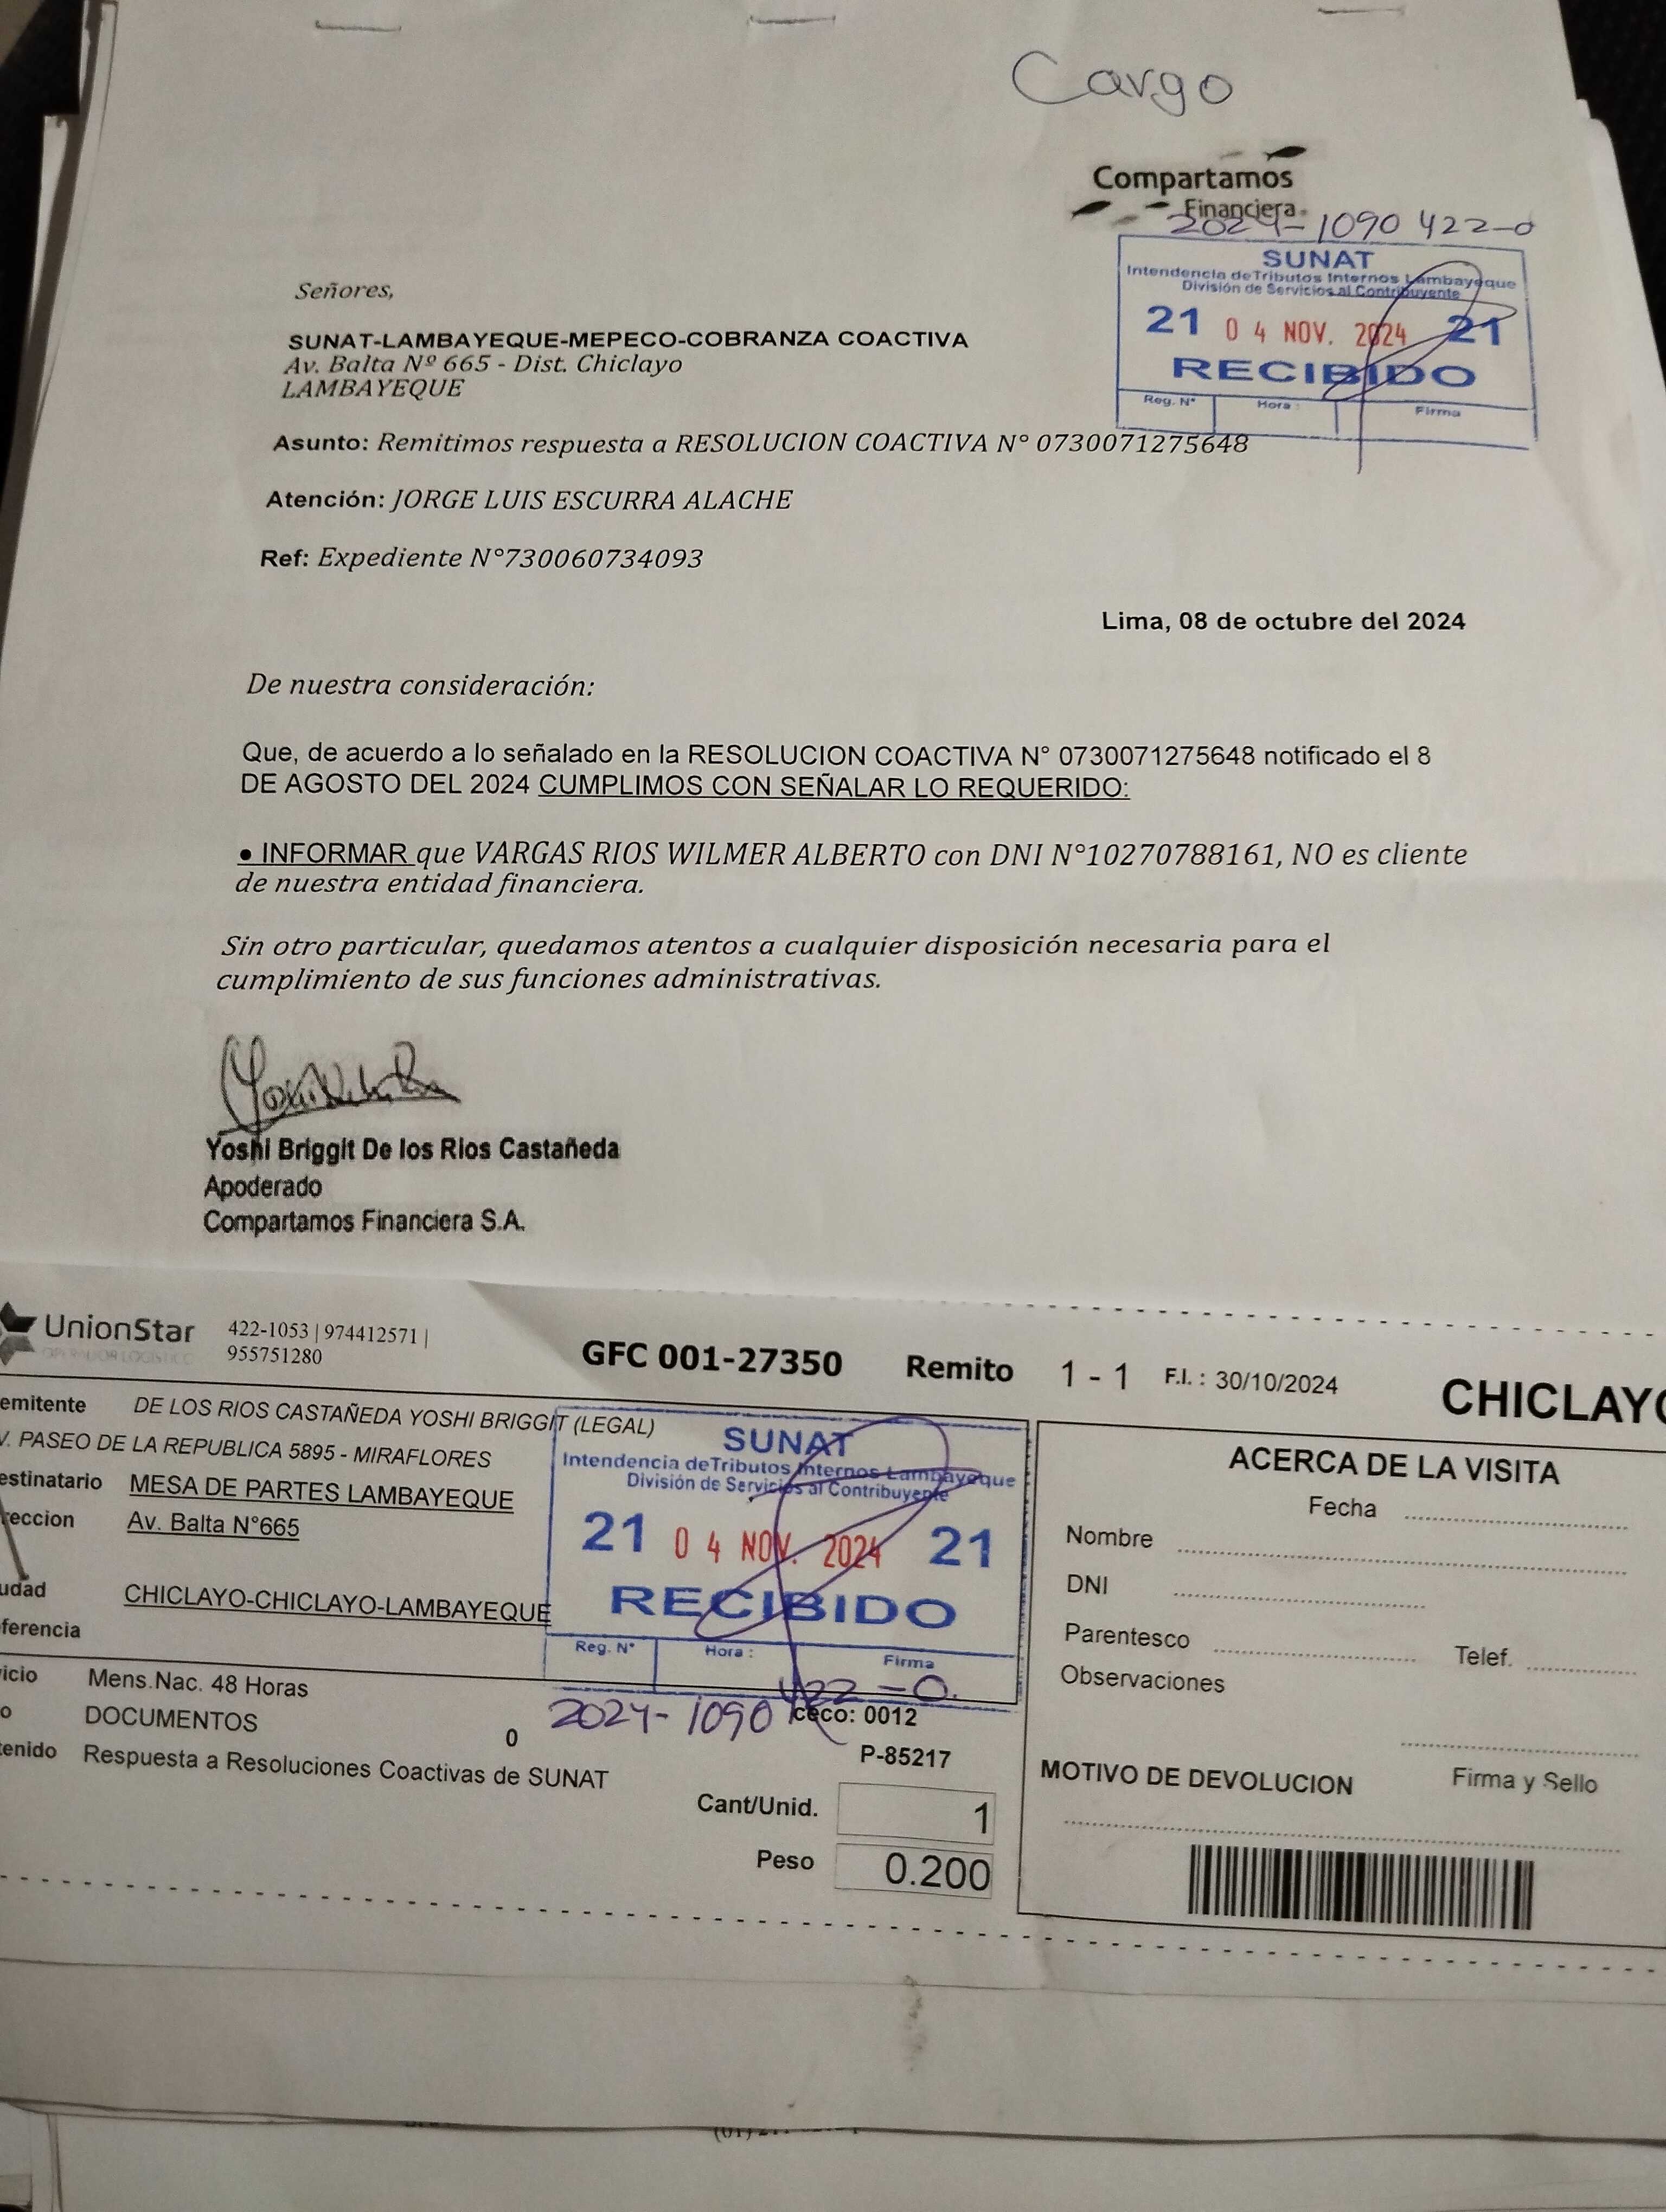 Cargo
Compartamos
Financiera
2024-1090422-0
SUNAT
Intendencia de Tributos Internos Lambayeque
División de Servicios al Contribuyente
21 04 NOV. 2024 21
RECIBIDO
Reg. N° Hora: Firma
Señores,
SUNAT-LAMBAYEQUE-MEPECO-COBRANZA COACTIVA
Av. Balta Nº 665 - Dist. Chiclayo
LAMBAYEQUE
Asunto: Remitimos respuesta a RESOLUCION COACTIVA N° 0730071275648
Atención: JORGE LUIS ESCURRA ALACHE
Ref: Expediente N°730060734093
Lima, 08 de octubre del 2024
De nuestra consideración:
Que, de acuerdo a lo señalado en la RESOLUCION COACTIVA N° 0730071275648 notificado el 8
DE AGOSTO DEL 2024 CUMPLIMOS CON SEÑALAR LO REQUERIDO:
• INFORMAR que VARGAS RIOS WILMER ALBERTO con DNI N°10270788161, NO es cliente
de nuestra entidad financiera.
Sin otro particular, quedamos atentos a cualquier disposición necesaria para el
cumplimiento de sus funciones administrativas.
Yoshi Briggit De los Rios Castañeda
Apoderado
Compartamos Financiera S.A.
UnionStar
OPERADOR LOGISTICO
422-1053 | 974412571 |
955751280
GFC 001-27350 Remito 1 - 1 F.I. : 30/10/2024
CHICLAYO
emitente DE LOS RIOS CASTAÑEDA YOSHI BRIGGIT (LEGAL)
V. PASEO DE LA REPUBLICA 5895 - MIRAFLORES
estinatario MESA DE PARTES LAMBAYEQUE
reccion Av. Balta N°665
udad CHICLAYO-CHICLAYO-LAMBAYEQUE
ferencia
SUNAT
Intendencia de Tributos Internos Lambayeque
División de Servicios al Contribuyente
21 04 NOV. 2024 21
RECIBIDO
Reg. N° Hora : Firma
2024-1090 422-0.
icio Mens.Nac. 48 Horas
o DOCUMENTOS 0
tenido Respuesta a Resoluciones Coactivas de SUNAT
ceco: 0012
P-85217
Cant/Unid. 1
Peso 0.200
ACERCA DE LA VISITA
Fecha
Nombre
DNI
Parentesco Telef.
Observaciones
MOTIVO DE DEVOLUCION Firma y Sello